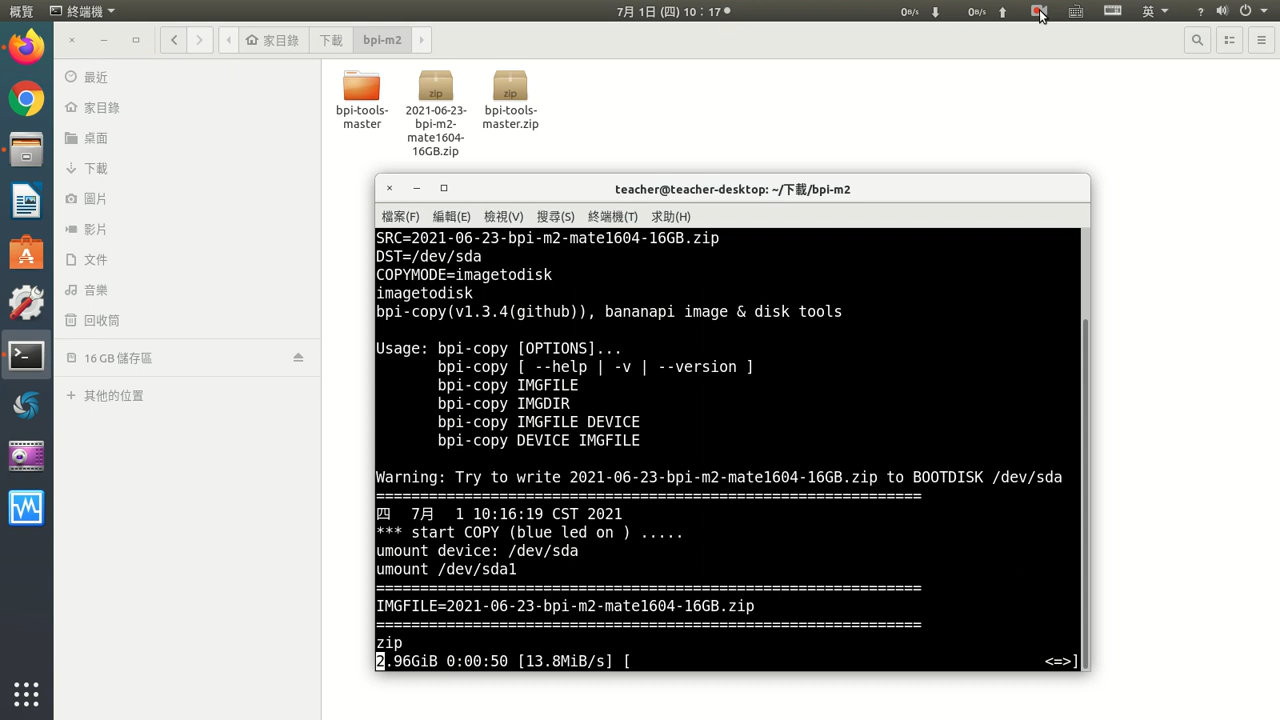 概覽
終端機
7月 1日 (四) 10：17
0B/s
0B/s
英
?
家目錄
下載
bpi-m2
最近
家目錄
桌面
下載
圖片
影片
文件
音樂
回收筒
16 GB 儲存區
其他的位置
bpi-tools-
master
zip
2021-06-23-
bpi-m2-
mate1604-
16GB.zip
zip
bpi-tools-
master.zip
teacher@teacher-desktop: ~/下載/bpi-m2
檔案(F) 編輯(E) 檢視(V) 搜尋(S) 終端機(T) 求助(H)
SRC=2021-06-23-bpi-m2-mate1604-16GB.zip
DST=/dev/sda
COPYMODE=imagetodisk
imagetodisk
bpi-copy(v1.3.4(github)), bananapi image & disk tools
Usage: bpi-copy [OPTIONS]...
bpi-copy [ --help | -v | --version ]
bpi-copy IMGFILE
bpi-copy IMGDIR
bpi-copy IMGFILE DEVICE
bpi-copy DEVICE IMGFILE
Warning: Try to write 2021-06-23-bpi-m2-mate1604-16GB.zip to BOOTDISK /dev/sda
==============================================================
四 7月 1 10:16:19 CST 2021
*** start COPY (blue led on ) .....
umount device: /dev/sda
umount /dev/sda1
==============================================================
IMGFILE=2021-06-23-bpi-m2-mate1604-16GB.zip
==============================================================
zip
2.96GiB 0:00:50 [13.8MiB/s] [ <=>]